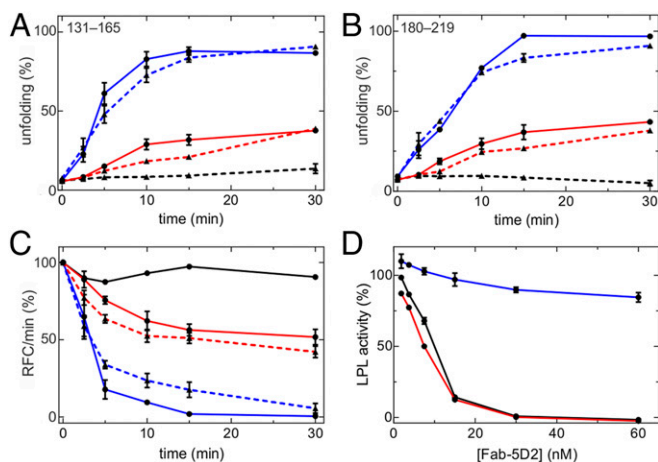 A
131–165
unfolding (%)
100
50
0
0
10
20
30
time (min)
B
180–219
unfolding (%)
100
50
0
0
10
20
30
time (min)
C
RFC/min (%)
100
50
0
0
10
20
30
time (min)
D
LPL activity (%)
100
50
0
0
20
40
60
[Fab-5D2] (nM)